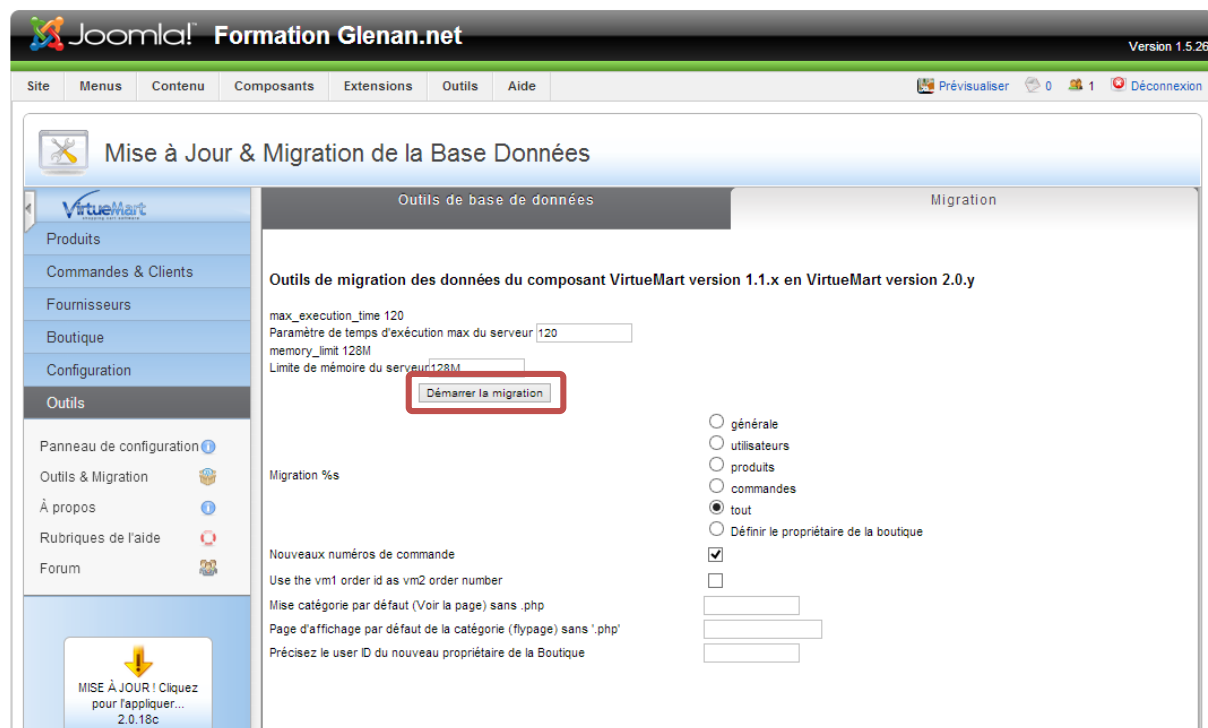 Joomla! Formation Glenan.net
Version 1.5.26
Site Menus Contenu Composants Extensions Outils Aide Prévisualiser 0 1 Déconnexion
Mise à Jour & Migration de la Base Données
VirtueMart
Produits
Commandes & Clients
Fournisseurs
Boutique
Configuration
Outils
Panneau de configuration
Outils & Migration
À propos
Rubriques de l'aide
Forum
MISE À JOUR ! Cliquez
pour l'appliquer...
2.0.18c
Outils de base de données
Migration
Outils de migration des données du composant VirtueMart version 1.1.x en VirtueMart version 2.0.y
max_execution_time 120
Paramètre de temps d'exécution max du serveur 120
memory_limit 128M
Limite de mémoire du serveur 128M
Démarrer la migration
Migration %s
générale
utilisateurs
produits
commandes
tout
Définir le propriétaire de la boutique
Nouveaux numéros de commande
Use the vm1 order id as vm2 order number
Mise catégorie par défaut (Voir la page) sans .php
Page d'affichage par défaut de la catégorie (flypage) sans '.php'
Précisez le user ID du nouveau propriétaire de la Boutique